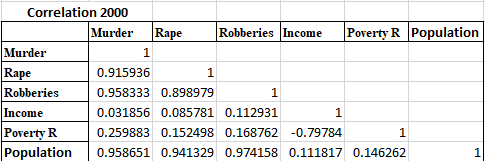 Correlation 2000
Murder Rape Robberies Income Poverty R Population
Murder 1
Rape 0.915936 1
Robberies 0.958333 0.898979 1
Income 0.031856 0.085781 0.112931 1
Poverty R 0.259883 0.152498 0.168762 -0.79784 1
Population 0.958651 0.941329 0.974158 0.111817 0.146262 1